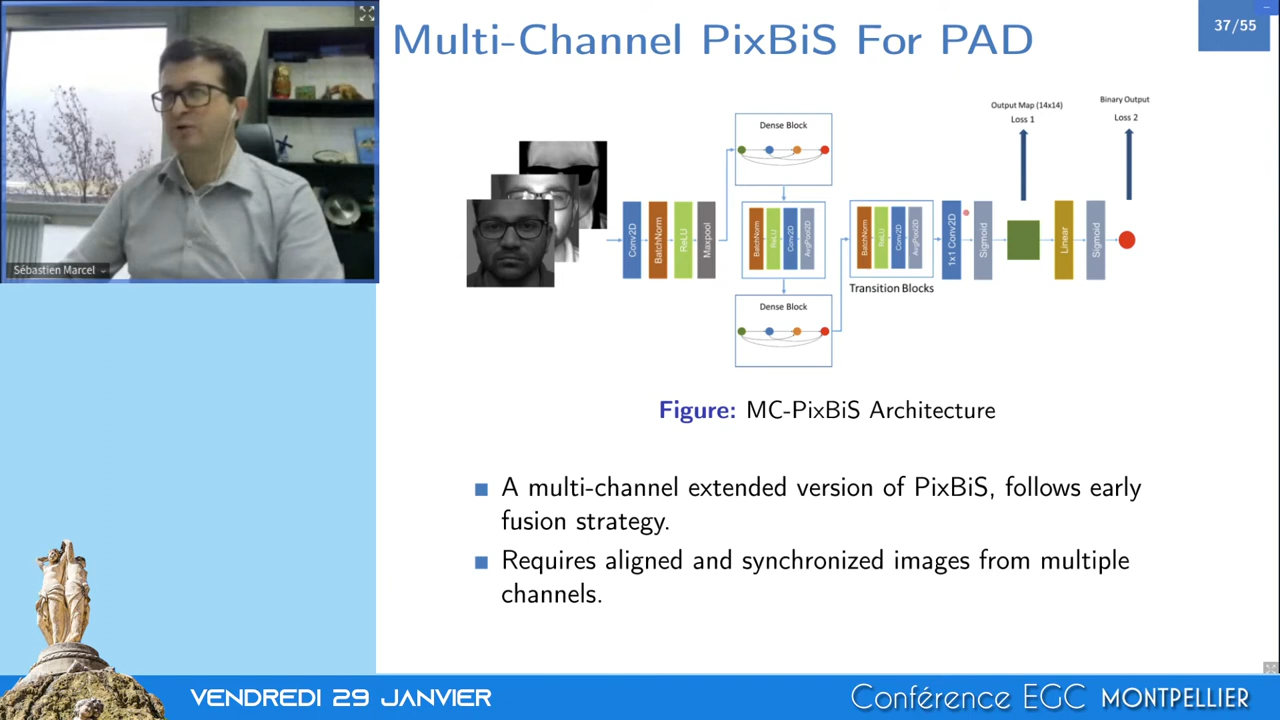 Multi-Channel PixBiS For PAD
37/55
Sébastien Marcel
Output Map (14x14)
Loss 1
Binary Output
Loss 2
Dense Block
Conv2D
BatchNorm
ReLU
Maxpool
BatchNorm
ReLU
Conv2D
AvgPool2D
Dense Block
BatchNorm
ReLU
Conv2D
AvgPool2D
Transition Blocks
1x1 Conv2D
Sigmoid
Linear
Sigmoid
Figure: MC-PixBiS Architecture
A multi-channel extended version of PixBiS, follows early
fusion strategy.
Requires aligned and synchronized images from multiple
channels.
VENDREDI 29 JANVIER
Conférence EGC MONTPELLIER